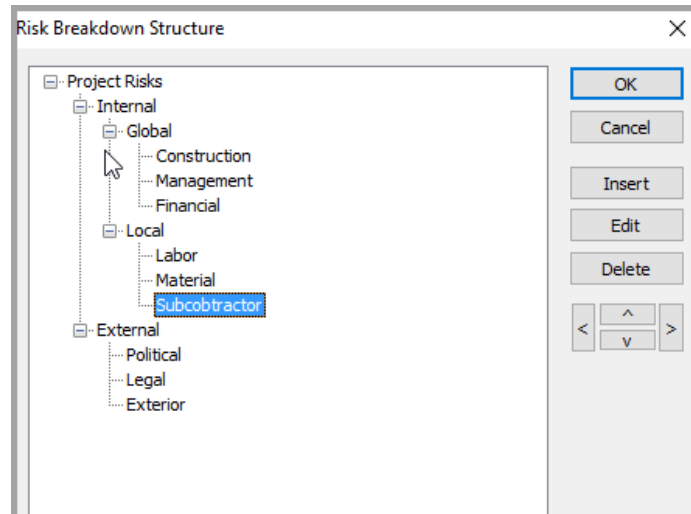 Risk Breakdown Structure
Project Risks
Internal
Global
Construction
Management
Financial
Local
Labor
Material
Subcobtractor
External
Political
Legal
Exterior
OK
Cancel
Insert
Edit
Delete
^
< >
v